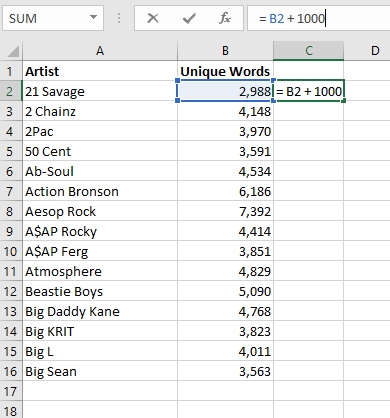 SUM fx = B2 + 1000
A B C D
1 Artist Unique Words
2 21 Savage 2,988 = B2 + 1000
3 2 Chainz 4,148
4 2Pac 3,970
5 50 Cent 3,591
6 Ab-Soul 4,534
7 Action Bronson 6,186
8 Aesop Rock 7,392
9 A$AP Rocky 4,414
10 A$AP Ferg 3,851
11 Atmosphere 4,829
12 Beastie Boys 5,090
13 Big Daddy Kane 4,768
14 Big KRIT 3,823
15 Big L 4,011
16 Big Sean 3,563
17
18